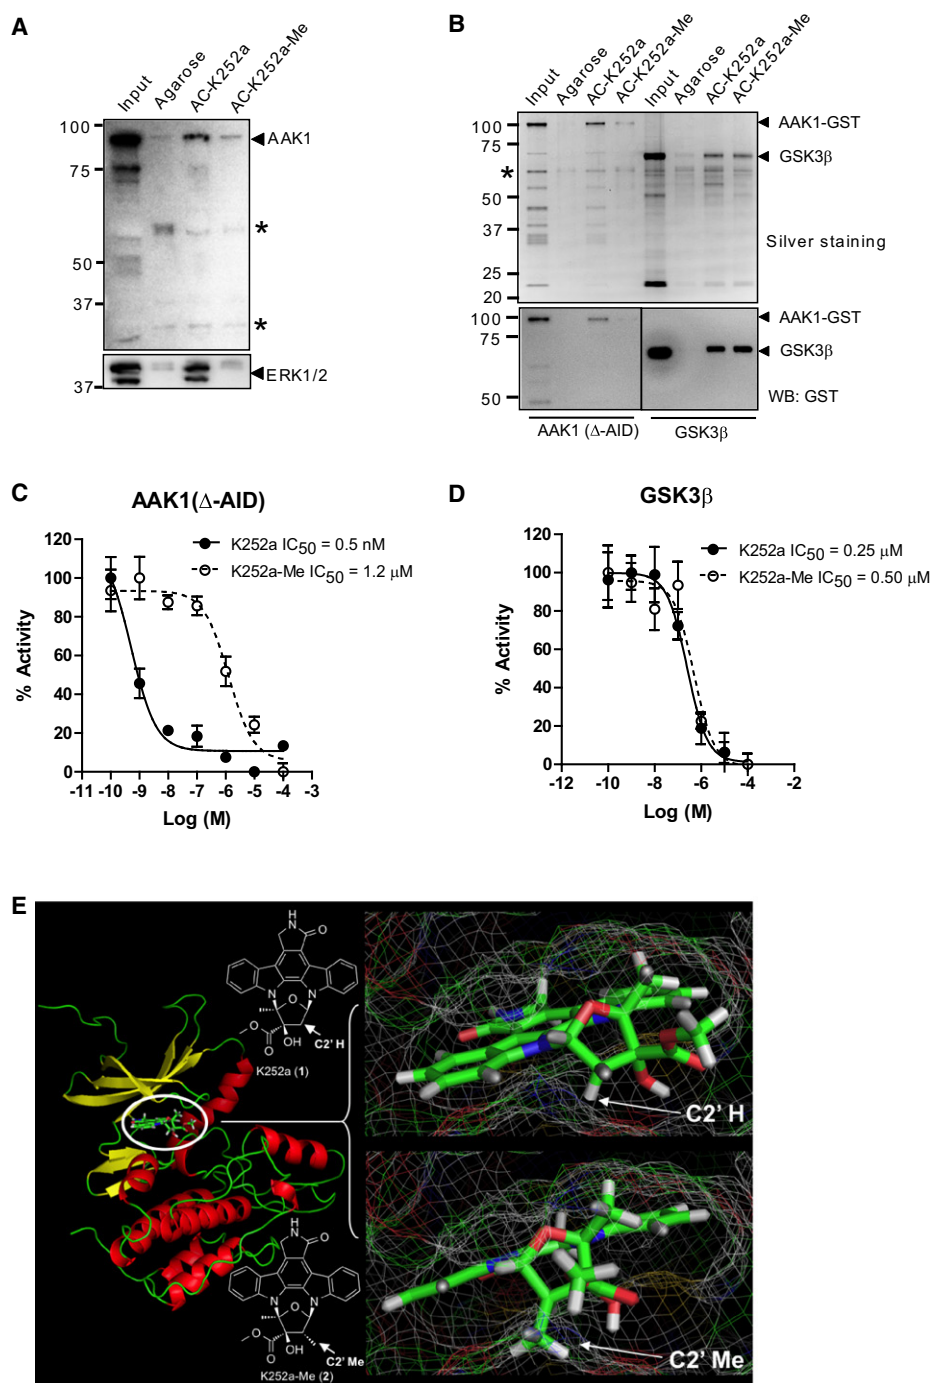 A
Input
Agarose
AC-K252a
AC-K252a-Me
100
75
50
37
AAK1
*
*
37
ERK1/2
B
Input
Agarose
AC-K252a
AC-K252a-Me
Input
Agarose
AC-K252a
AC-K252a-Me
100
75
*
50
37
25
20
AAK1-GST
GSK3β
Silver staining
100
75
50
AAK1-GST
GSK3β
WB: GST
AAK1 (Δ-AID)
GSK3β
C
AAK1(Δ-AID)
K252a IC50 = 0.5 nM
K252a-Me IC50 = 1.2 μM
% Activity
120
100
80
60
40
20
0
-11 -10 -9 -8 -7 -6 -5 -4 -3
Log (M)
D
GSK3β
K252a IC50 = 0.25 μM
K252a-Me IC50 = 0.50 μM
% Activity
120
100
80
60
40
20
0
-12 -10 -8 -6 -4 -2
Log (M)
E
H
N
O
N
N
O
O
O
OH
C2' H
K252a (1)
C2' H
H
N
O
N
N
O
O
O
OH
C2' Me
K252a-Me (2)
C2' Me